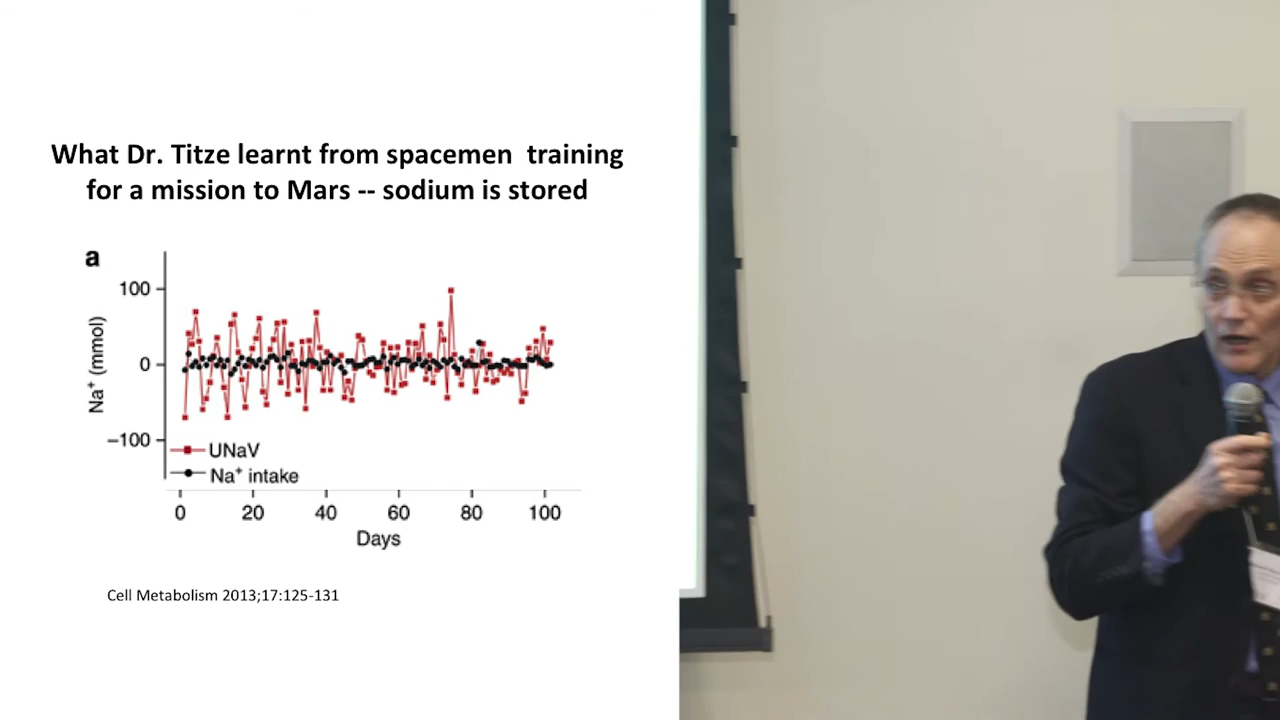 What Dr. Titze learnt from spacemen training
for a mission to Mars -- sodium is stored
a
100
0
−100
Na⁺ (mmol)
UNaV
Na⁺ intake
0 20 40 60 80 100
Days
Cell Metabolism 2013;17:125-131